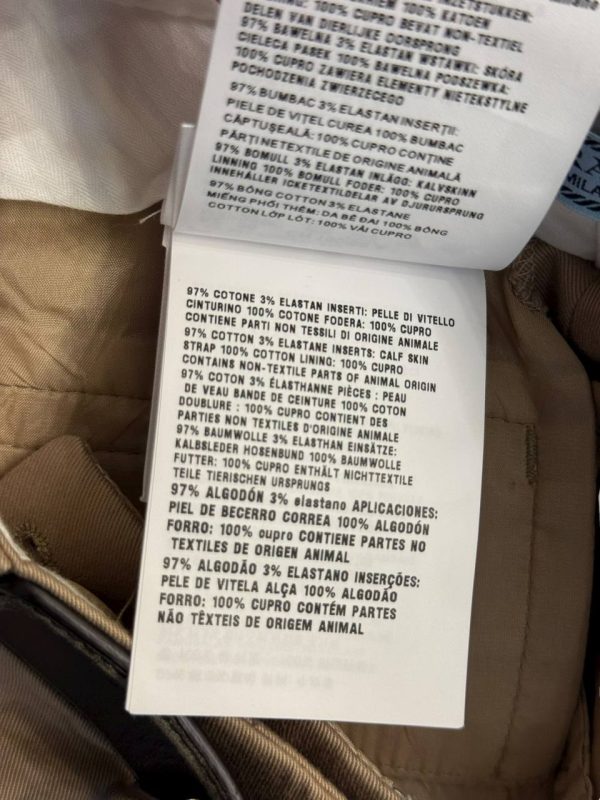 100% KATOEN
100% CUPRO BEVAT NON-TEXTIEL
DELEN VAN DIERLIJKE OORSPRONG
97% BAWEŁNA 3% ELASTAN WSTAWKI: SKÓRA
CIELĘCA PASEK 100% BAWEŁNA PODSZEWKA:
100% CUPRO ZAWIERA ELEMENTY NIETEKSTYLNE
POCHODZENIA ZWIERZĘCEGO
97% BUMBAC 3% ELASTAN INSERȚII:
PIELE DE VIȚEL CUREA 100% BUMBAC
CĂPTUȘEALĂ: 100% CUPRO CONȚINE
PĂRȚI NETEXTILE DE ORIGINE ANIMALĂ
97% BOMULL 3% ELASTAN INLÄGG: KALVSKINN
LINNING 100% BOMULL FODER: 100% CUPRO
INNEHÅLLER ICKETEXTILDELAR AV DJURURSPRUNG
97% BÔNG COTTON 3% ELASTANE
MIẾNG PHỐI THÊM: DA BÊ ĐAI 100% BÔNG
COTTON LỚP LÓT: 100% VẢI CUPRO
MILA
97% COTONE 3% ELASTAN INSERTI: PELLE DI VITELLO
CINTURINO 100% COTONE FODERA: 100% CUPRO
CONTIENE PARTI NON TESSILI DI ORIGINE ANIMALE
97% COTTON 3% ELASTANE INSERTS: CALF SKIN
STRAP 100% COTTON LINING: 100% CUPRO
CONTAINS NON-TEXTILE PARTS OF ANIMAL ORIGIN
97% COTON 3% ÉLASTHANNE PIÈCES : PEAU
DE VEAU BANDE DE CEINTURE 100% COTON
DOUBLURE : 100% CUPRO CONTIENT DES
PARTIES NON TEXTILES D'ORIGINE ANIMALE
97% BAUMWOLLE 3% ELASTHAN EINSÄTZE:
KALBSLEDER HOSENBUND 100% BAUMWOLLE
FUTTER: 100% CUPRO ENTHÄLT NICHTTEXTILE
TEILE TIERISCHEN URSPRUNGS
97% ALGODÓN 3% elastano APLICACIONES:
PIEL DE BECERRO CORREA 100% ALGODÓN
FORRO: 100% cupro CONTIENE PARTES NO
TEXTILES DE ORIGEN ANIMAL
97% ALGODÃO 3% ELASTANO INSERÇÕES:
PELE DE VITELA ALÇA 100% ALGODÃO
FORRO: 100% CUPRO CONTÉM PARTES
NÃO TÊXTEIS DE ORIGEM ANIMAL